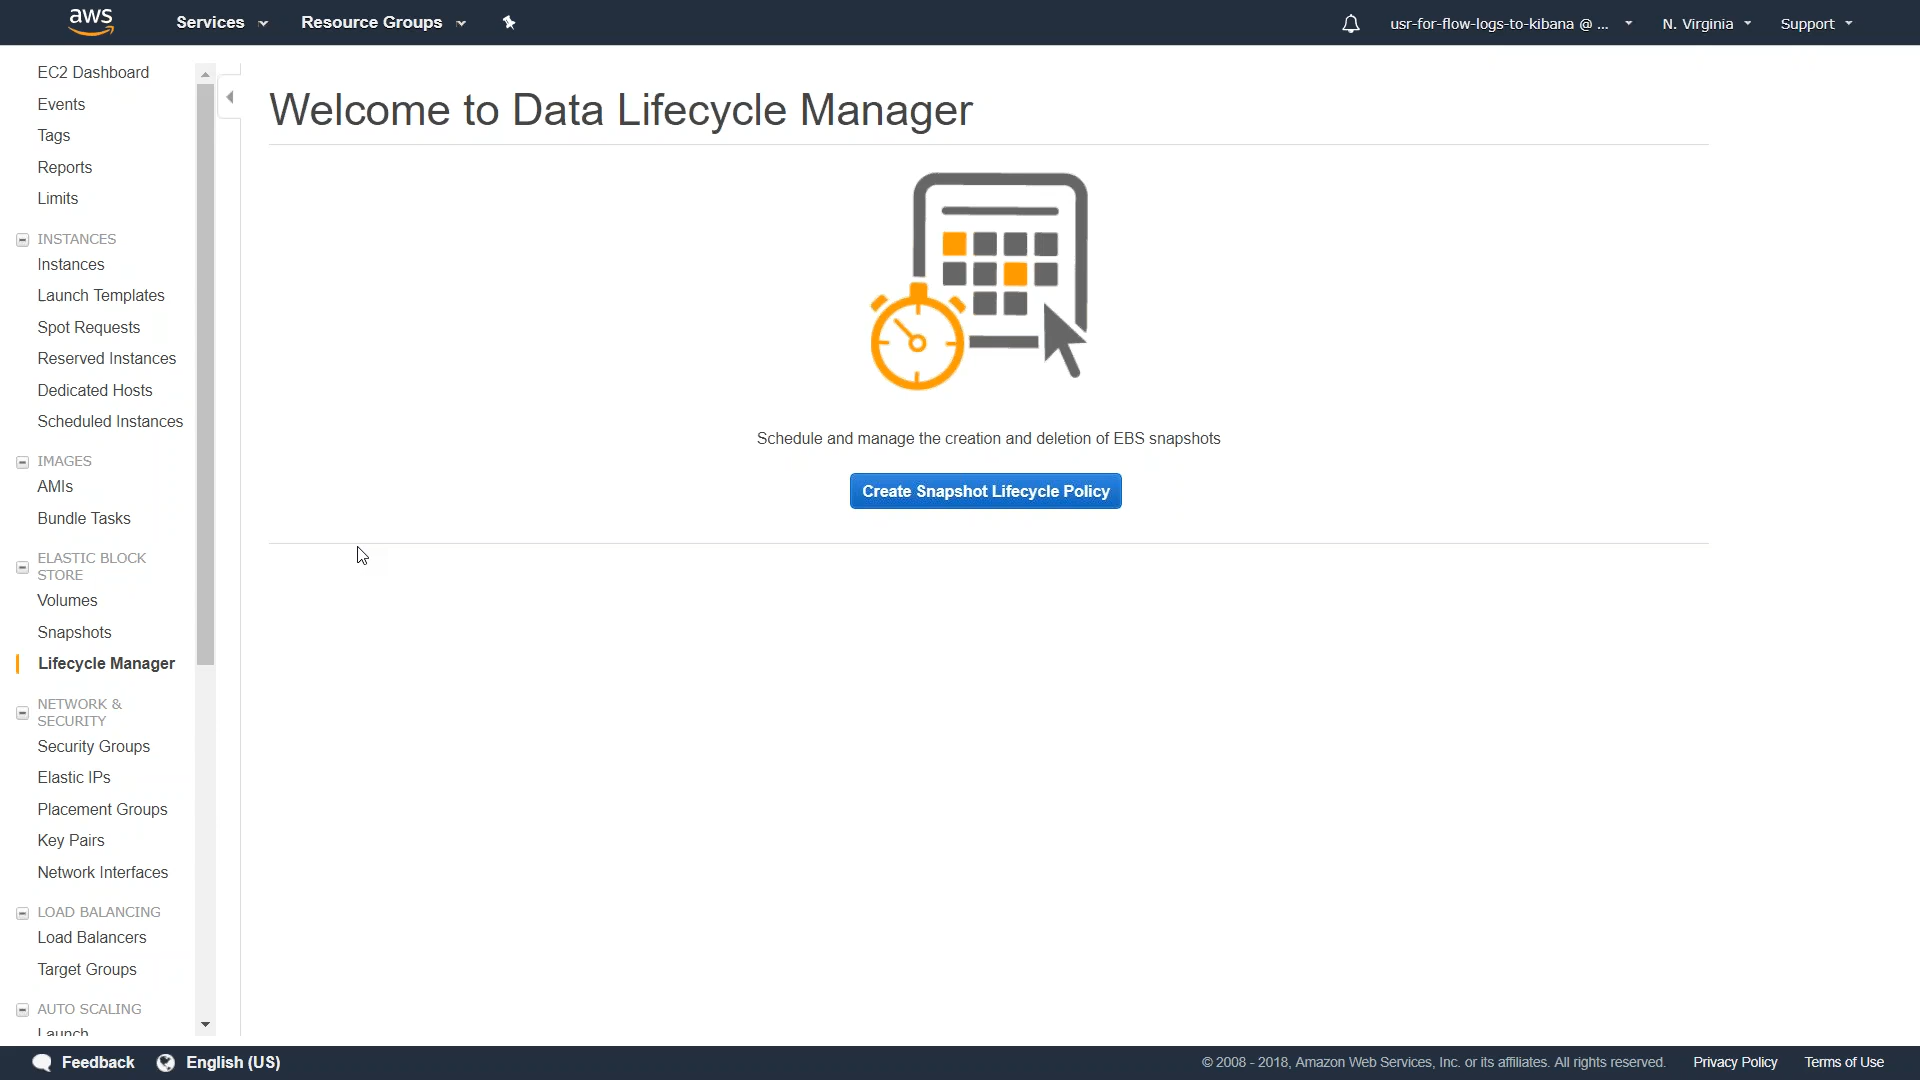 aws
Services
Resource Groups
usr-for-flow-logs-to-kibana @ ...
N. Virginia
Support
EC2 Dashboard
Events
Tags
Reports
Limits
INSTANCES
Instances
Launch Templates
Spot Requests
Reserved Instances
Dedicated Hosts
Scheduled Instances
IMAGES
AMIs
Bundle Tasks
ELASTIC BLOCK
STORE
Volumes
Snapshots
Lifecycle Manager
NETWORK &
SECURITY
Security Groups
Elastic IPs
Placement Groups
Key Pairs
Network Interfaces
LOAD BALANCING
Load Balancers
Target Groups
AUTO SCALING
Launch
Welcome to Data Lifecycle Manager
Schedule and manage the creation and deletion of EBS snapshots
Create Snapshot Lifecycle Policy
Feedback
English (US)
© 2008 - 2018, Amazon Web Services, Inc. or its affiliates. All rights reserved.
Privacy Policy
Terms of Use